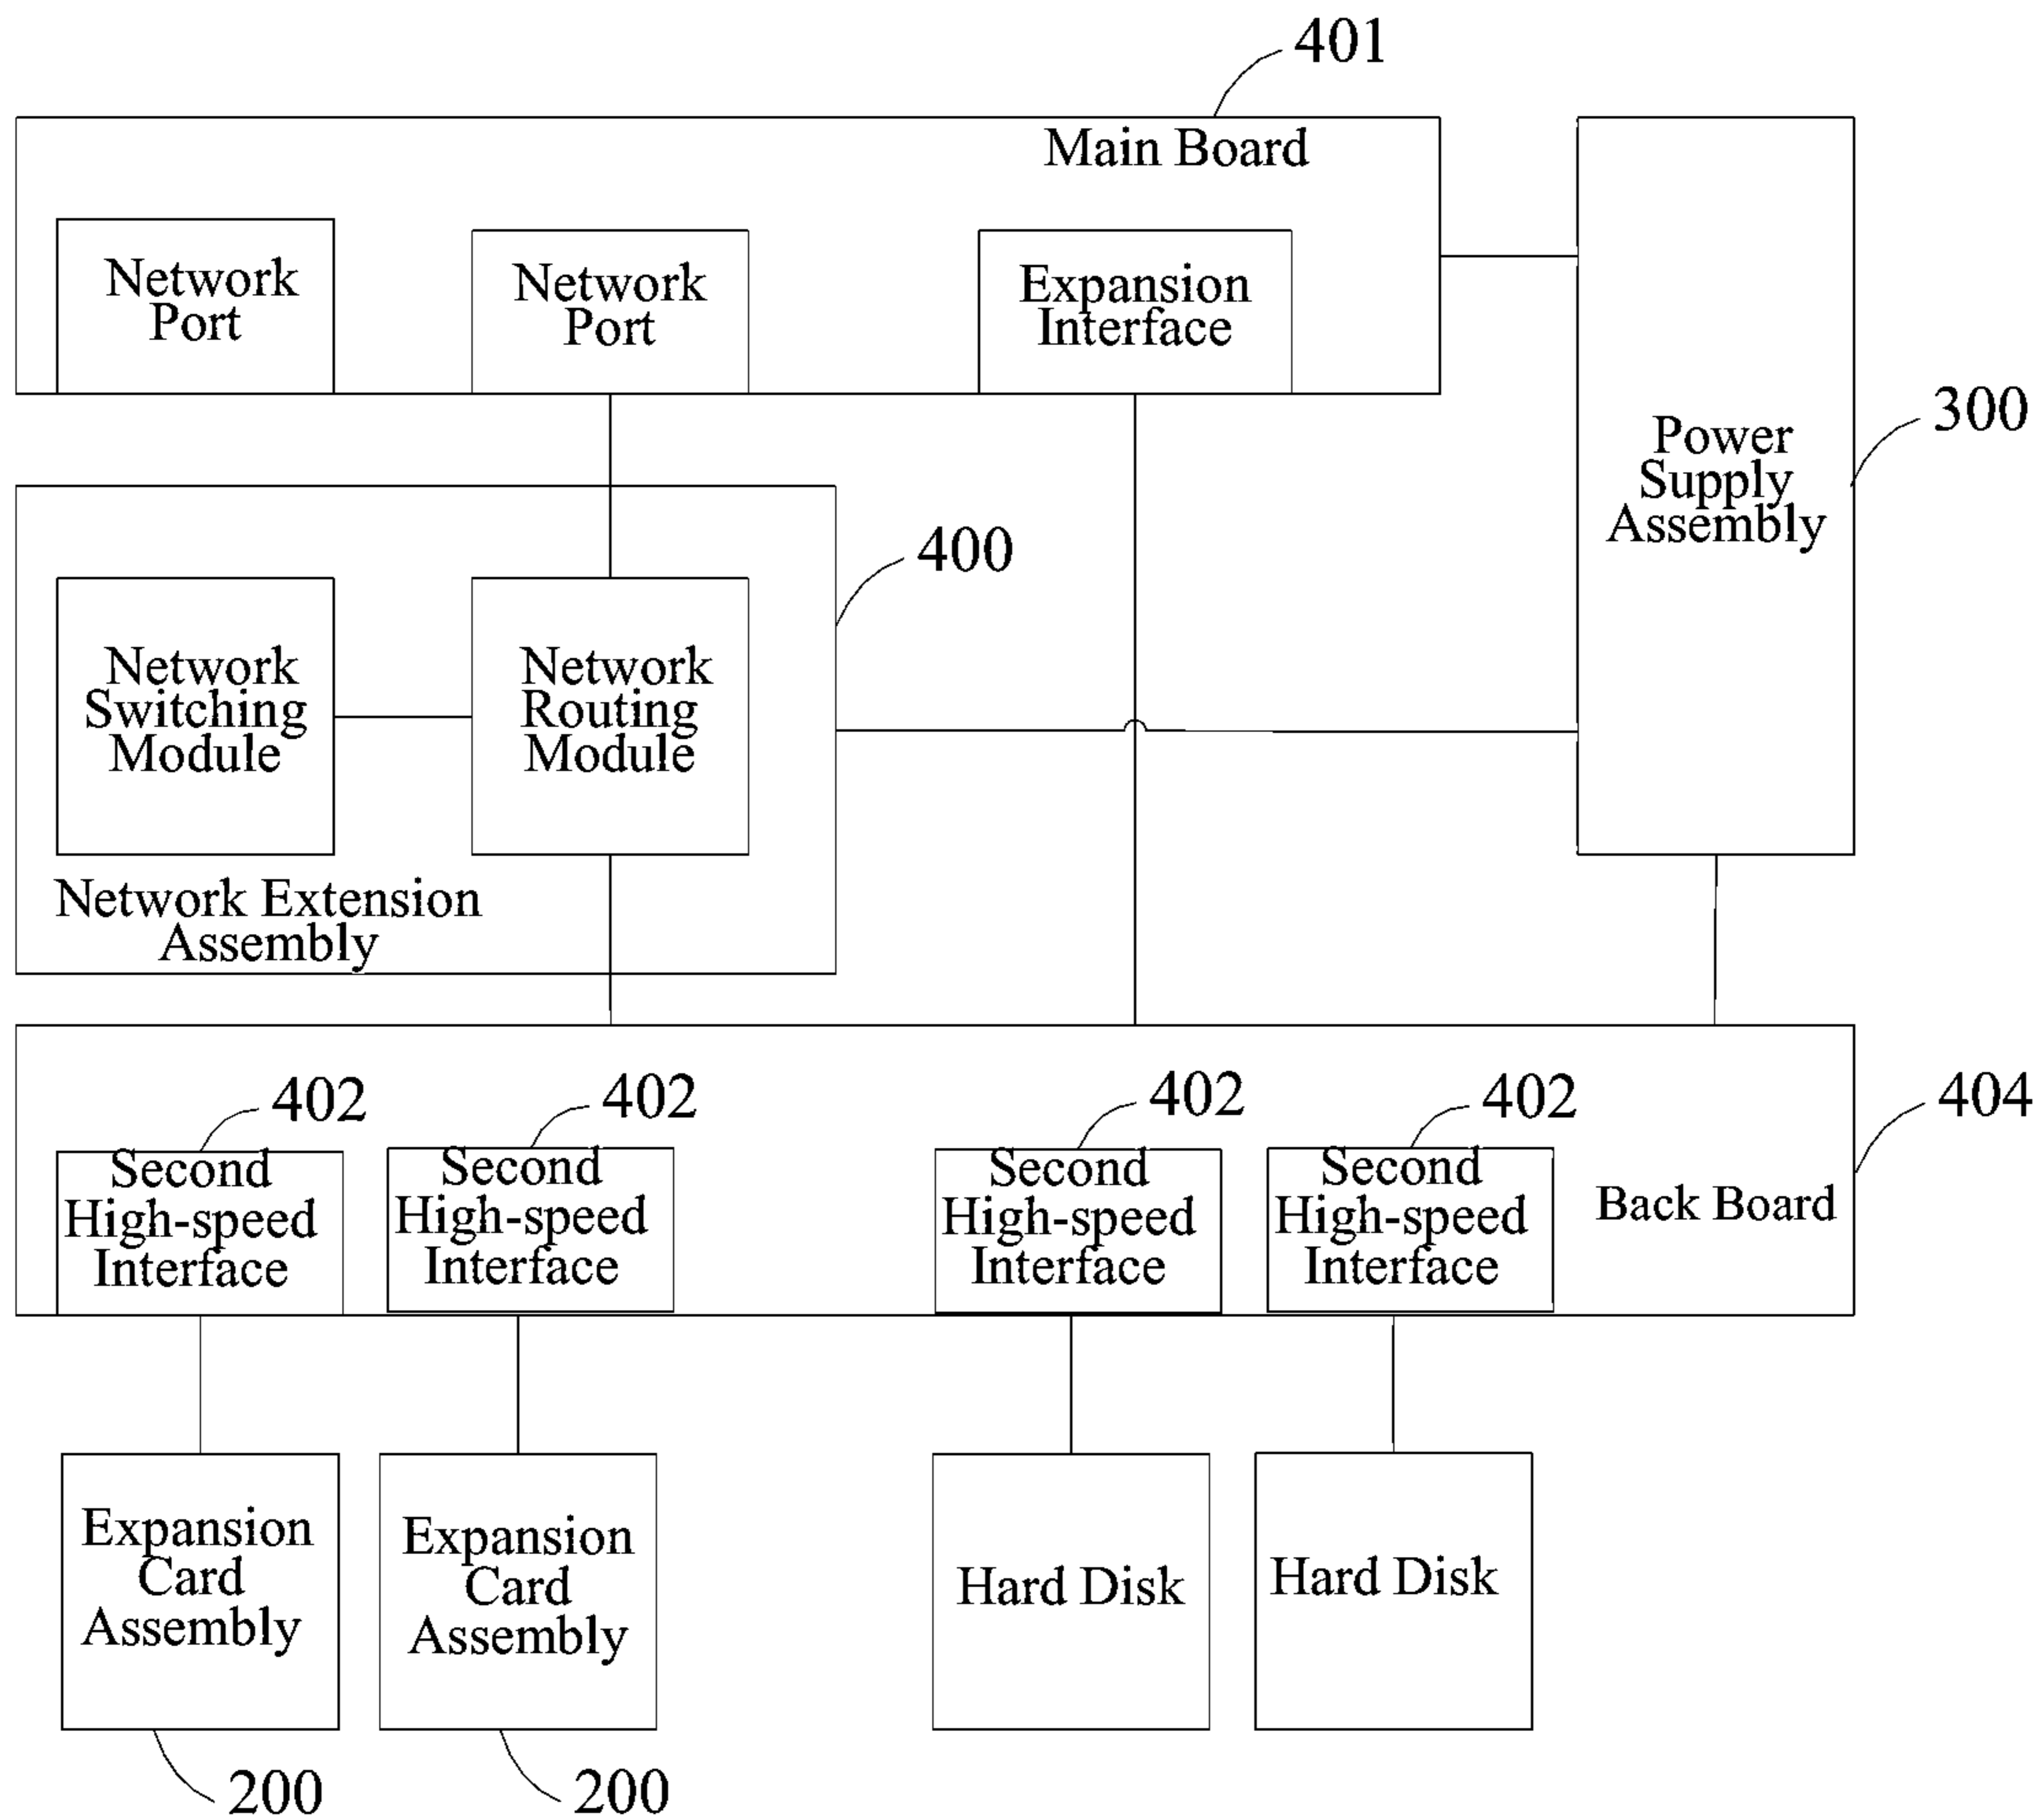 401
Main Board
Network
Port
Network
Port
Expansion
Interface
300
Power
Supply
Assembly
400
Network
Switching
Module
Network
Routing
Module
Network Extension
Assembly
402
402
402
402
404
Second
High-speed
Interface
Second
High-speed
Interface
Second
High-speed
Interface
Second
High-speed
Interface
Back Board
Expansion
Card
Assembly
Expansion
Card
Assembly
Hard Disk
Hard Disk
200
200